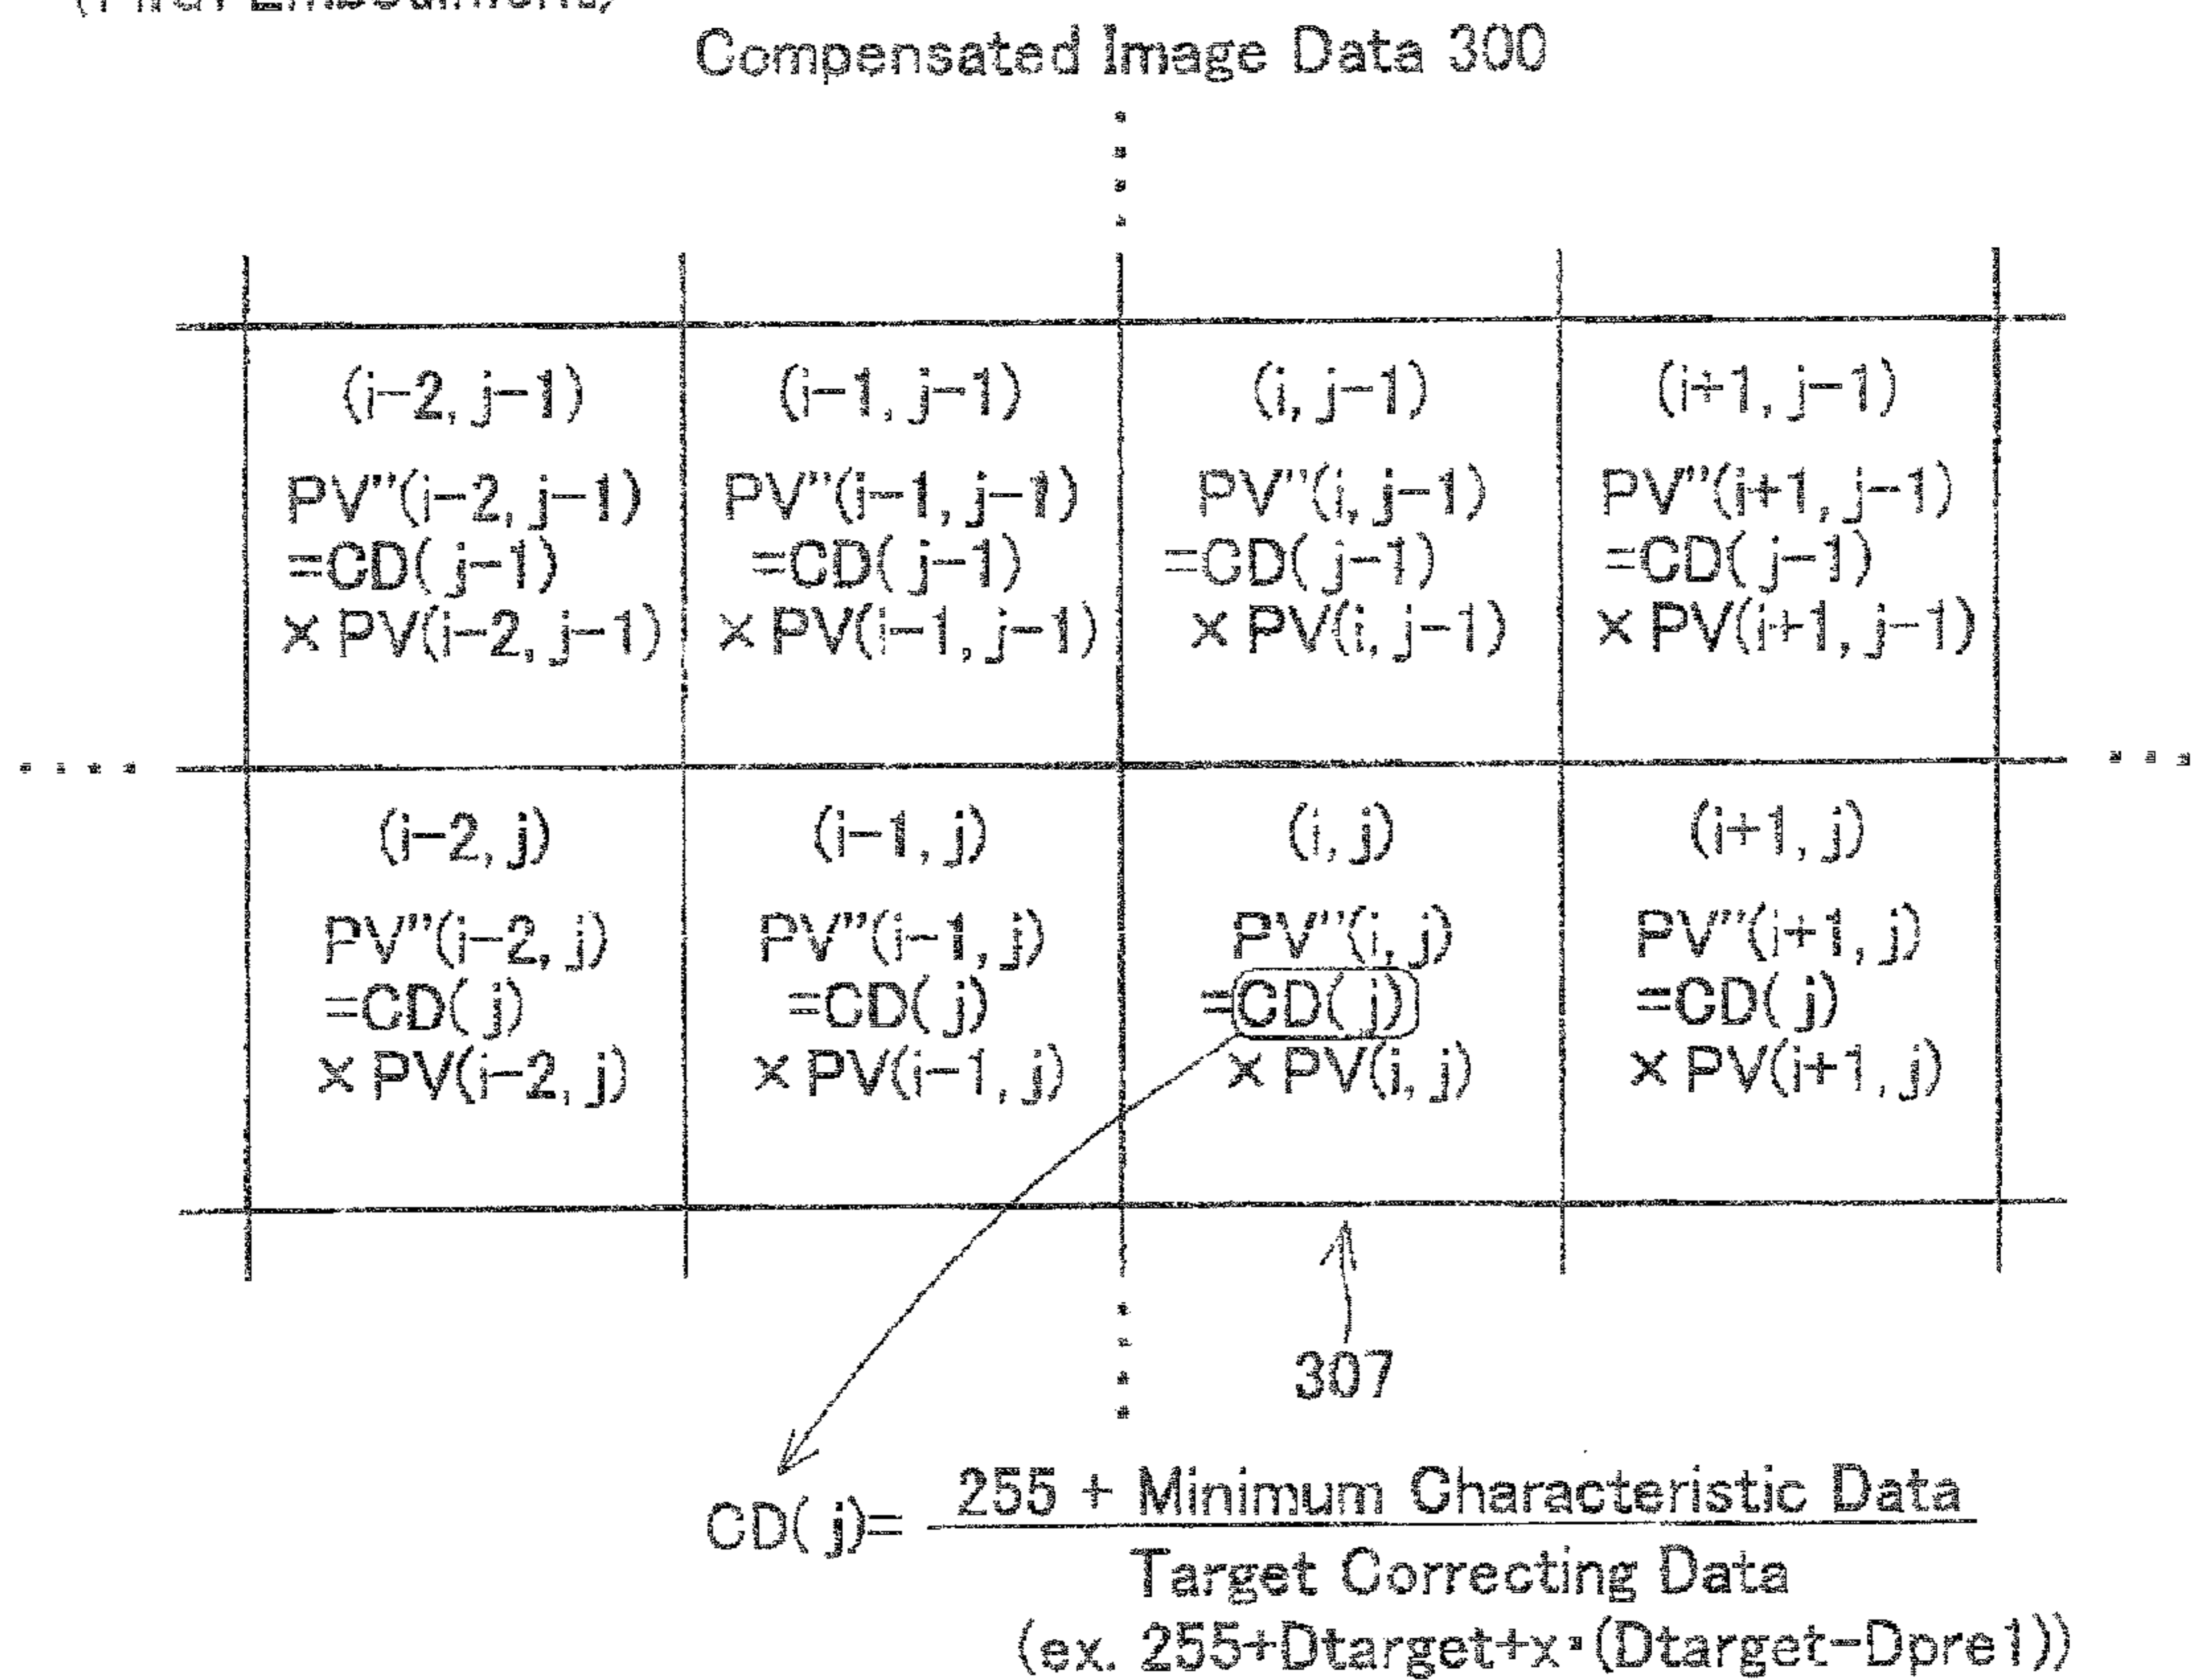 Compensated Image Data 300
(i-2, j-1) (i-1, j-1) (i, j-1) (i+1, j-1)
PV"(i-2, j-1) PV"(i-1, j-1) PV"(i, j-1) PV"(i+1, j-1)
=CD( j-1) =CD( j-1) =CD( j-1) =CD( j-1)
× PV(i-2, j-1) × PV(i-1, j-1) × PV(i, j-1) × PV(i+1, j-1)
(i-2, j) (i-1, j) (i, j) (i+1, j)
PV"(i-2, j) PV"(i-1, j) PV"(i, j) PV"(i+1, j)
=CD( j) =CD( j) =CD( j) =CD( j)
× PV(i-2, j) × PV(i-1, j) × PV(i, j) × PV(i+1, j)
307
255 + Minimum Characteristic Data
CD( j)=
Target Correcting Data
(ex. 255+Dtarget+x·(Dtarget-Dpre1))